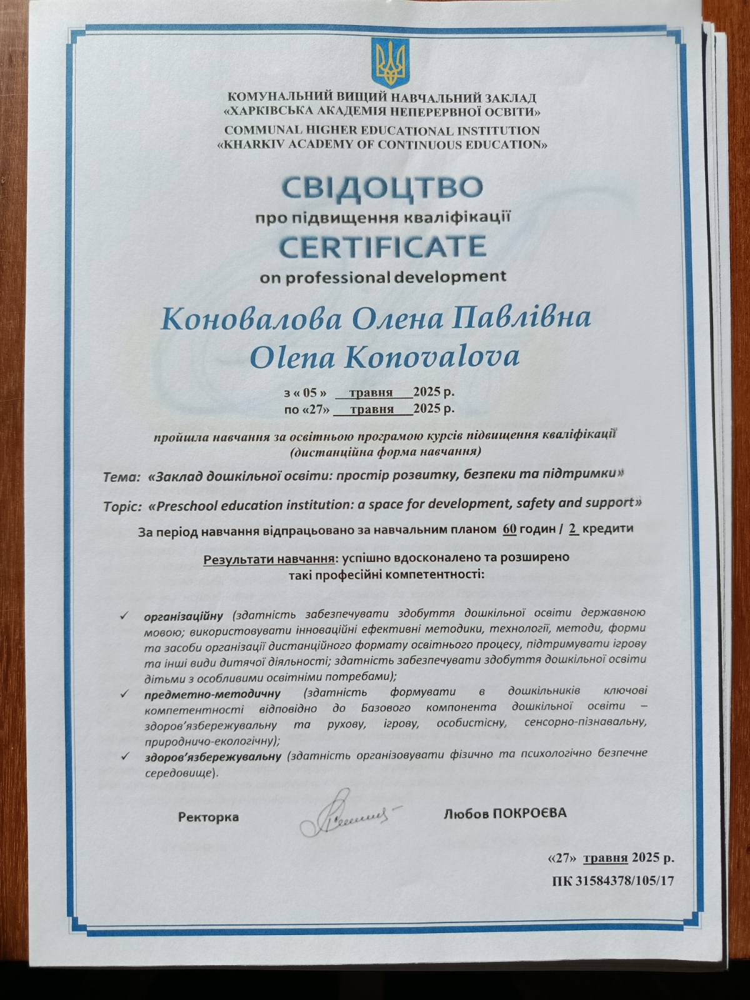 КОМУНАЛЬНИЙ ВИЩИЙ НАВЧАЛЬНИЙ ЗАКЛАД
«ХАРКІВСЬКА АКАДЕМІЯ НЕПЕРЕРВНОЇ ОСВІТИ»
COMMUNAL HIGHER EDUCATIONAL INSTITUTION
«KHARKIV ACADEMY OF CONTINUOUS EDUCATION»
СВІДОЦТВО
про підвищення кваліфікації
CERTIFICATE
on professional development
Коновалова Олена Павлівна
Olena Konovalova
з « 05 » травня 2025 р.
по «27» травня 2025 р.
пройшла навчання за освітньою програмою курсів підвищення кваліфікації
(дистанційна форма навчання)
Тема: «Заклад дошкільної освіти: простір розвитку, безпеки та підтримки»
Topic: «Preschool education institution: a space for development, safety and support»
За період навчання відпрацьовано за навчальним планом 60 годин / 2 кредити
Результати навчання: успішно вдосконалено та розширено
такі професійні компетентності:
✓ організаційну (здатність забезпечувати здобуття дошкільної освіти державною
мовою; використовувати інноваційні ефективні методики, технології, методи, форми
та засоби організації дистанційного формату освітнього процесу, підтримувати ігрову
та інші види дитячої діяльності; здатність забезпечувати здобуття дошкільної освіти
дітьми з особливими освітніми потребами);
✓ предметно-методичну (здатність формувати в дошкільників ключові
компетентності відповідно до Базового компонента дошкільної освіти –
здоров’язбережувальну та рухову, ігрову, особистісну, сенсорно-пізнавальну,
природничо-екологічну);
✓ здоров’язбережувальну (здатність організовувати фізично та психологічно безпечне
середовище).
Ректорка Любов ПОКРОЄВА
«27» травня 2025 р.
ПК 31584378/105/17